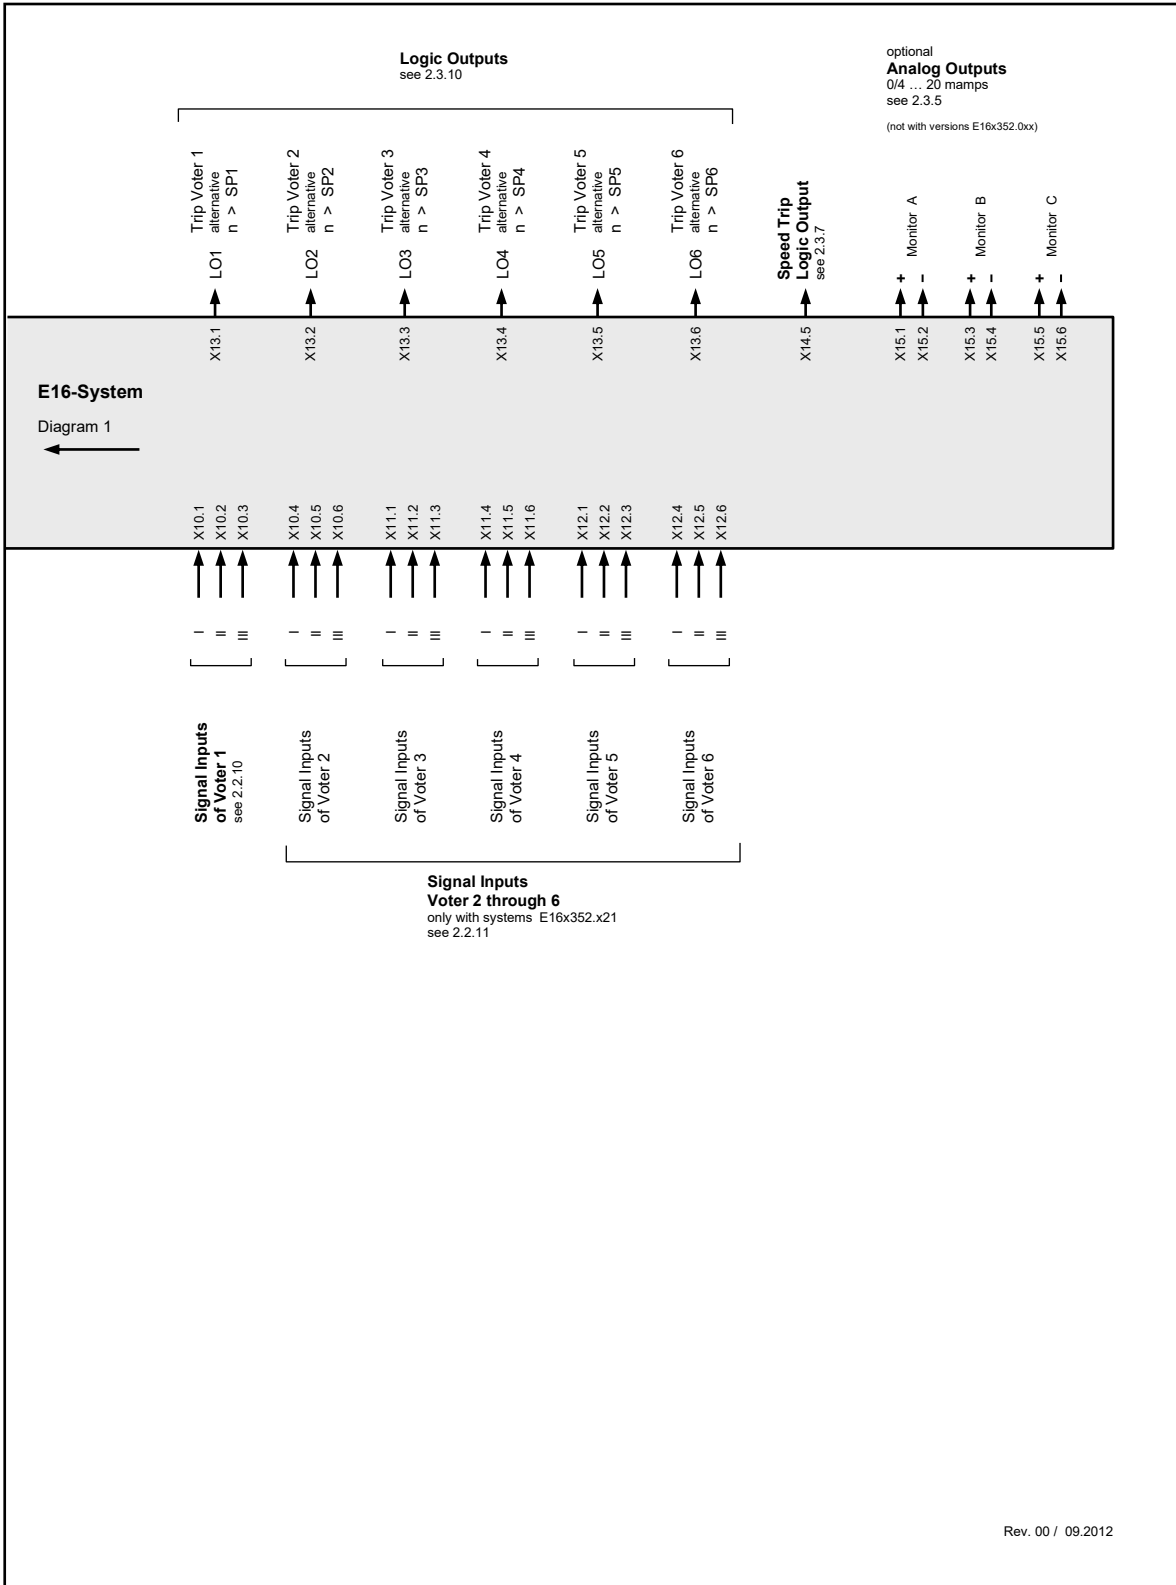 Logic Outputs
see 2.3.10
optional
Analog Outputs
0/4 … 20 mamps
see 2.3.5
(not with versions E16x352.0xx)
Trip Voter 1
alternative
n > SP1
Trip Voter 2
alternative
n > SP2
Trip Voter 3
alternative
n > SP3
Trip Voter 4
alternative
n > SP4
Trip Voter 5
alternative
n > SP5
Trip Voter 6
alternative
n > SP6
LO1
LO2
LO3
LO4
LO5
LO6
Speed Trip
Logic Output
see 2.3.7
+
–
Monitor A
+
–
Monitor B
+
–
Monitor C
X13.1
X13.2
X13.3
X13.4
X13.5
X13.6
X14.5
X15.1
X15.2
X15.3
X15.4
X15.5
X15.6
E16-System
Diagram 1
X10.1
X10.2
X10.3
X10.4
X10.5
X10.6
X11.1
X11.2
X11.3
X11.4
X11.5
X11.6
X12.1
X12.2
X12.3
X12.4
X12.5
X12.6
I
II
III
I
II
III
I
II
III
I
II
III
I
II
III
I
II
III
Signal Inputs
of Voter 1
see 2.2.10
Signal Inputs
of Voter 2
Signal Inputs
of Voter 3
Signal Inputs
of Voter 4
Signal Inputs
of Voter 5
Signal Inputs
of Voter 6
Signal Inputs
Voter 2 through 6
only with systems E16x352.x21
see 2.2.11
Rev. 00 / 09.2012